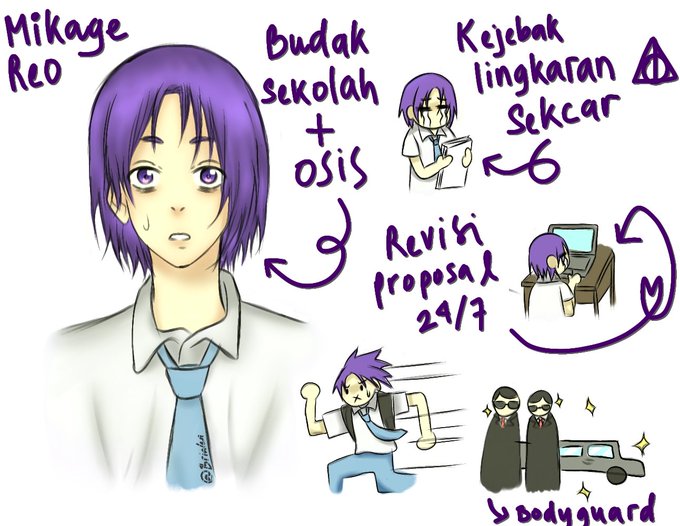 Mikage
Reo
Budak
sekolah
+
OSIS
Kejebak
lingkaran
Sekcar
Revisi
proposal
24/7
Bodyguard